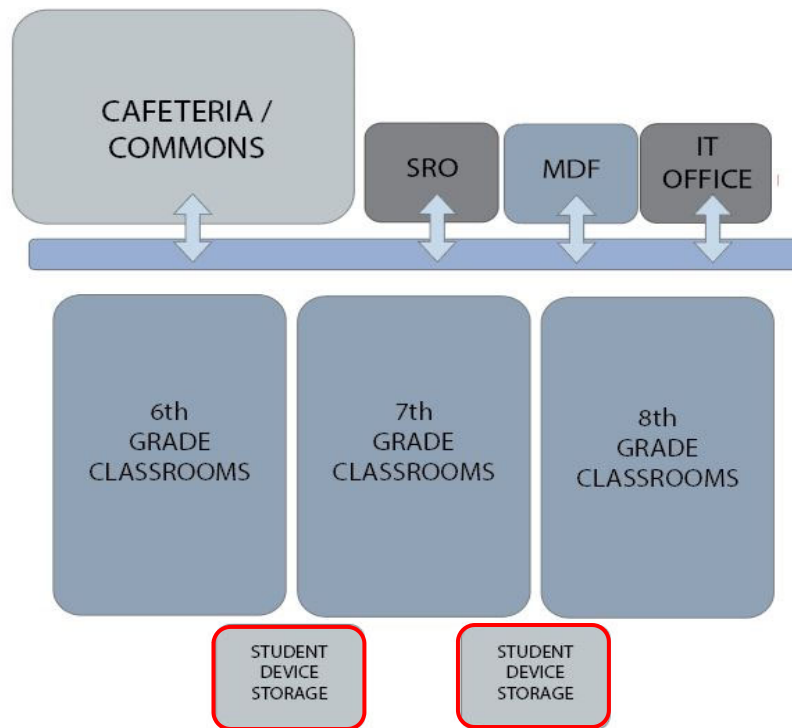 CAFETERIA /
COMMONS
SRO
MDF
IT
OFFICE
6th
GRADE
CLASSROOMS
7th
GRADE
CLASSROOMS
8th
GRADE
CLASSROOMS
STUDENT
DEVICE
STORAGE
STUDENT
DEVICE
STORAGE